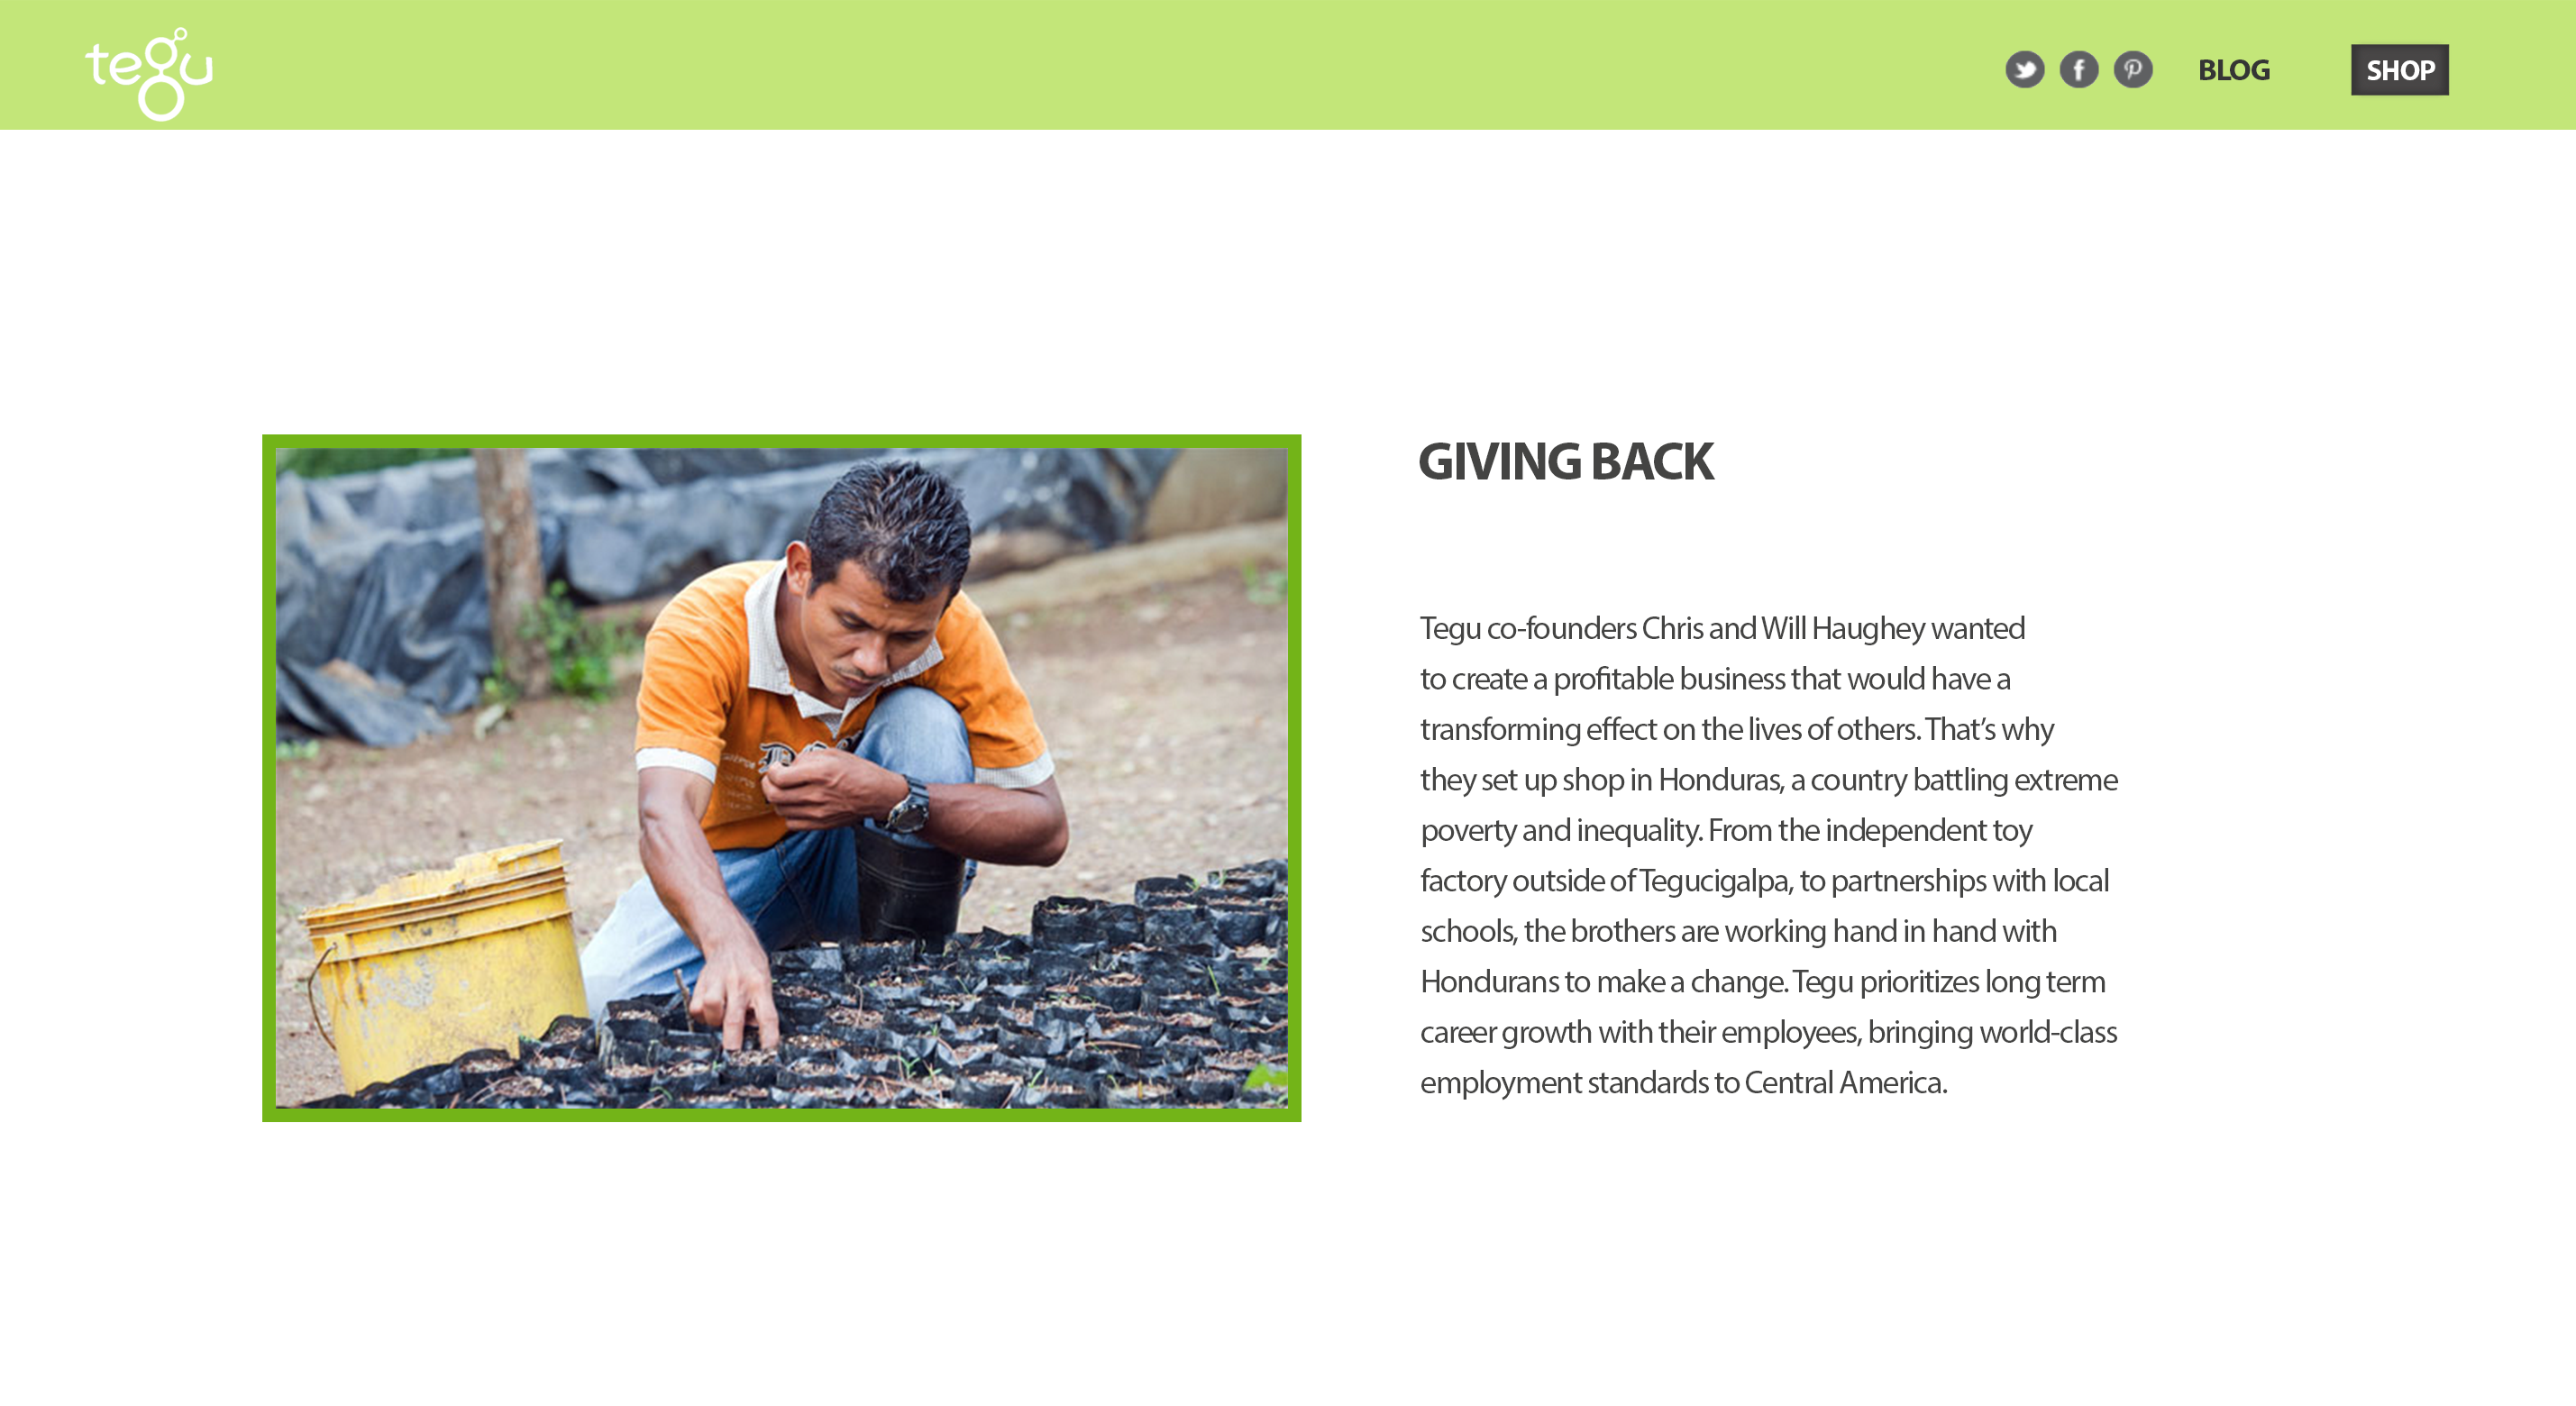 tegu
BLOG
SHOP
GIVING BACK
Tegu co-founders Chris and Will Haughey wanted
to create a profitable business that would have a
transforming effect on the lives of others. That’s why
they set up shop in Honduras, a country battling extreme
poverty and inequality. From the independent toy
factory outside of Tegucigalpa, to partnerships with local
schools, the brothers are working hand in hand with
Hondurans to make a change. Tegu prioritizes long term
career growth with their employees, bringing world-class
employment standards to Central America.